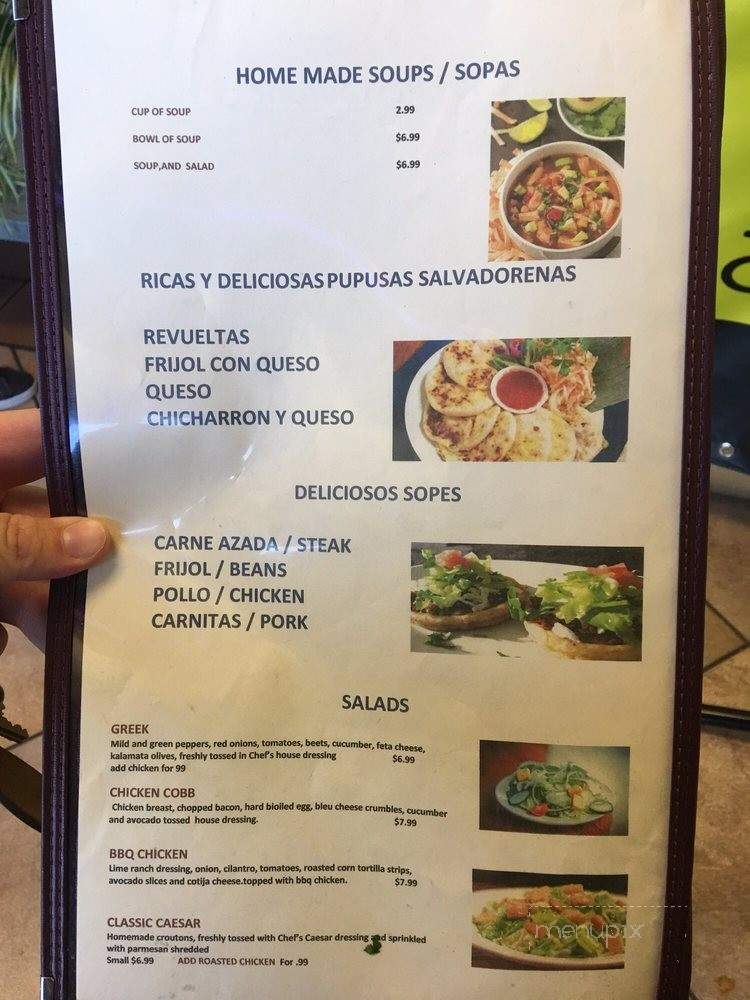 HOME MADE SOUPS / SOPAS
CUP OF SOUP 2.99
BOWL OF SOUP $6.99
SOUP,AND SALAD $6.99
RICAS Y DELICIOSAS PUPUSAS SALVADORENAS
REVUELTAS
FRIJOL CON QUESO
QUESO
CHICHARRON Y QUESO
DELICIOSOS SOPES
CARNE AZADA / STEAK
FRIJOL / BEANS
POLLO / CHICKEN
CARNITAS / PORK
SALADS
GREEK
Mild and green peppers, red onions, tomatoes, beets, cucumber, feta cheese,
kalamata olives, freshly tossed in Chef's house dressing $6.99
add chicken for 99
CHICKEN COBB
Chicken breast, chopped bacon, hard bioiled egg, bleu cheese crumbles, cucumber
and avocado tossed house dressing. $7.99
BBQ CHICKEN
Lime ranch dressing, onion, cilantro, tomatoes, roasted corn tortilla strips,
avocado slices and cotija cheese.topped with bbq chicken. $7.99
CLASSIC CAESAR
Homemade croutons, freshly tossed with Chef's Caesar dressing and sprinkled
with parmesan shredded
Small $6.99 ADD ROASTED CHICKEN For .99
menupix